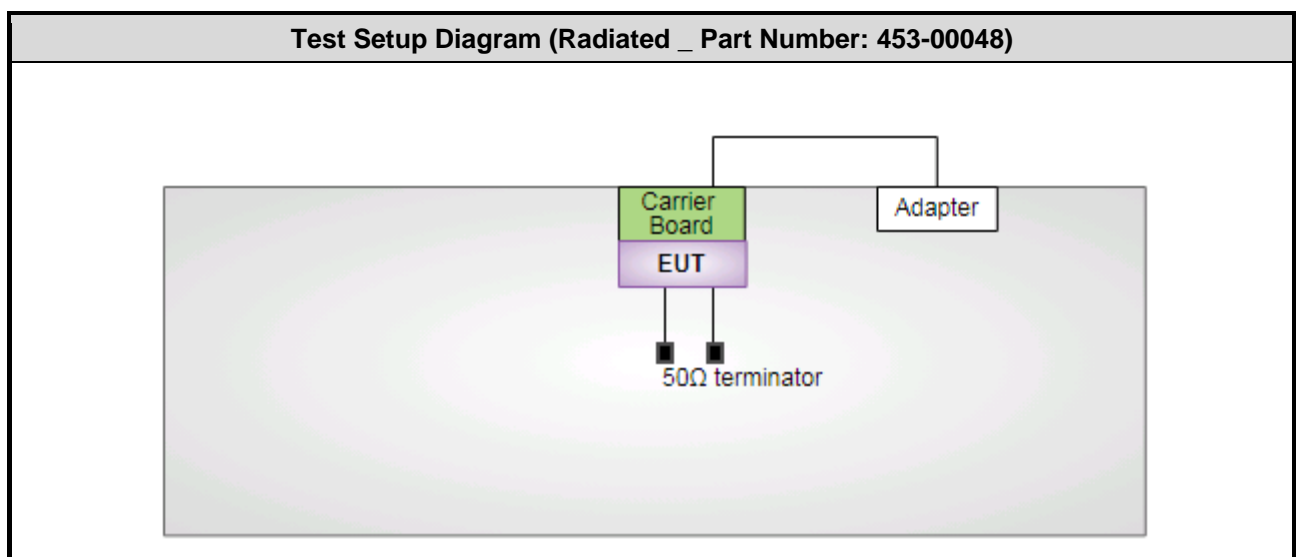 Test Setup Diagram (Radiated _ Part Number: 453-00048)
Carrier
Board
Adapter
EUT
50Ω terminator